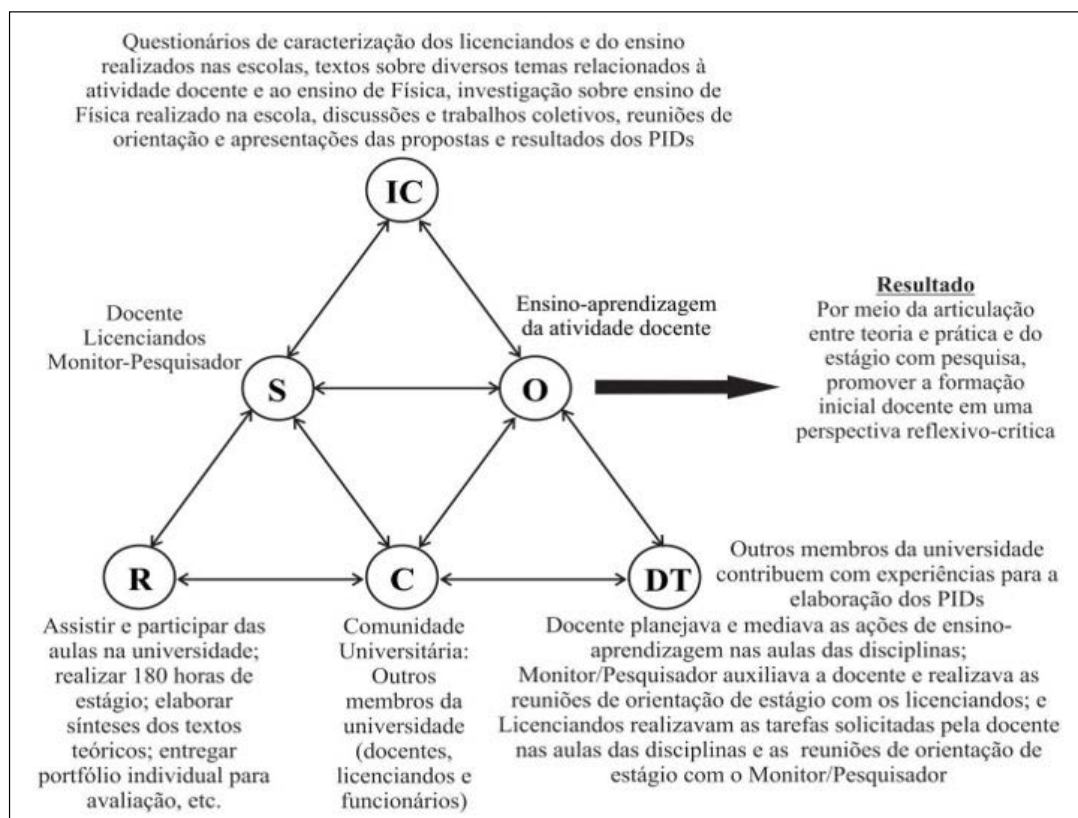 Questionários de caracterização dos licenciandos e do ensino
realizados nas escolas, textos sobre diversos temas relacionados à
atividade docente e ao ensino de Física, investigação sobre ensino de
Física realizado na escola, discussões e trabalhos coletivos, reuniões de
orientação e apresentações das propostas e resultados dos PIDs
IC
Docente
Licenciandos
Monitor-Pesquisador
Ensino-aprendizagem
da atividade docente
S
O
Resultado
Por meio da articulação
entre teoria e prática e do
estágio com pesquisa,
promover a formação
inicial docente em uma
perspectiva reflexivo-crítica
R
C
DT
Assistir e participar das
aulas na universidade;
realizar 180 horas de
estágio; elaborar
sínteses dos textos
teóricos; entregar
portfólio individual para
avaliação, etc.
Comunidade
Universitária:
Outros
membros da
universidade
(docentes,
licenciandos e
funcionários)
Outros membros da universidade
contribuem com experiências para a
elaboração dos PIDs
Docente planejava e mediava as ações de ensino-
aprendizagem nas aulas das disciplinas;
Monitor/Pesquisador auxiliava a docente e realizava as
reuniões de orientação de estágio com os licenciandos; e
Licenciandos realizavam as tarefas solicitadas pela docente
nas aulas das disciplinas e as reuniões de orientação de
estágio com o Monitor/Pesquisador